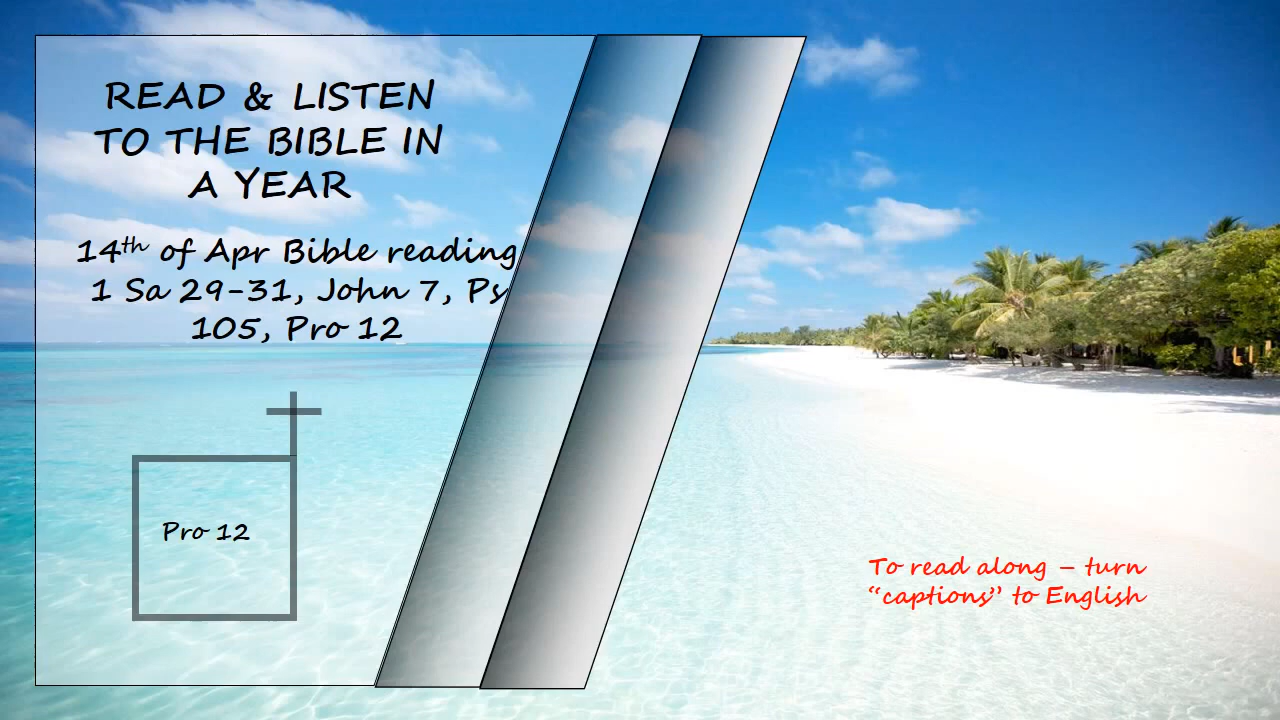 READ & LISTEN
TO THE BIBLE IN
A YEAR
14th of Apr Bible reading
1 Sa 29-31, John 7, Ps
105, Pro 12
Pro 12
To read along – turn
“captions” to English